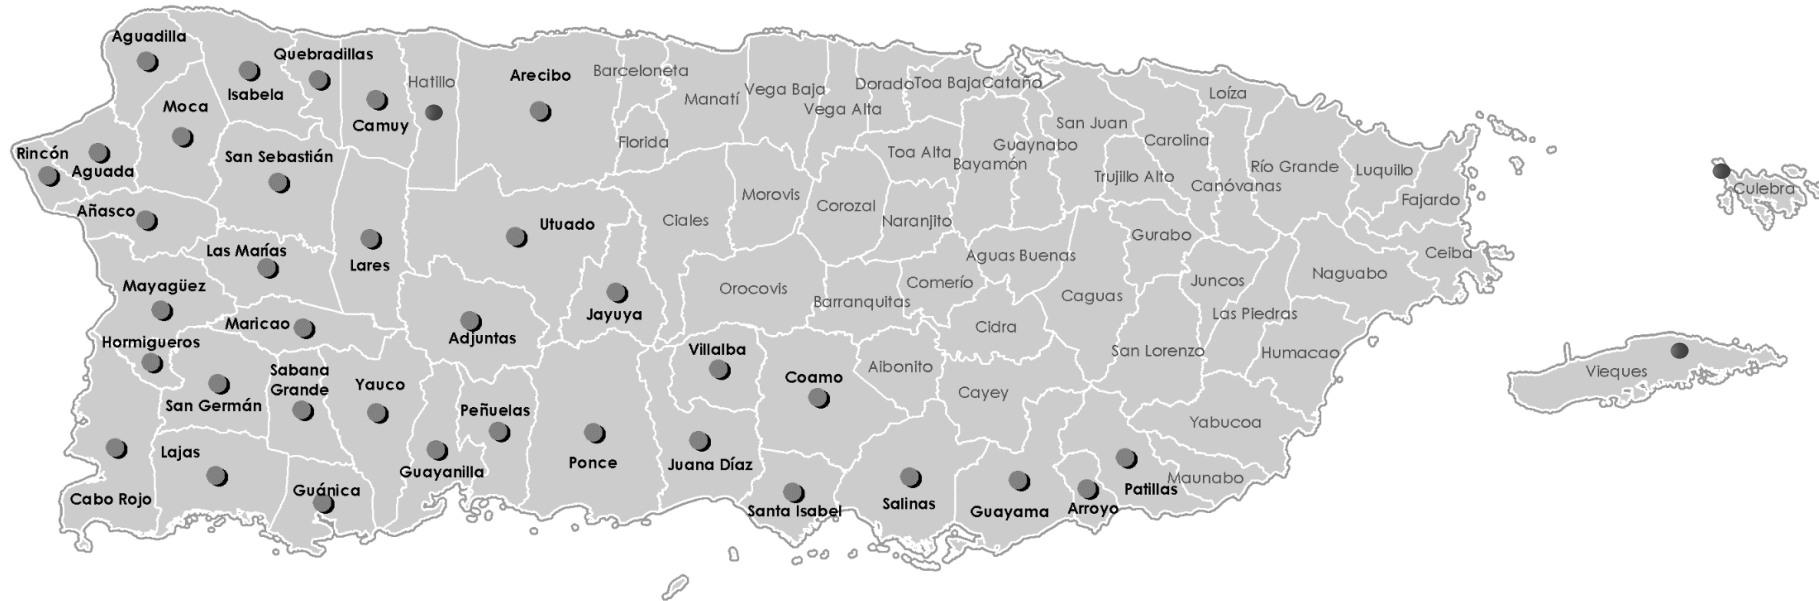 Aguadilla
Quebradillas
Isabela
Moca
Camuy
Hatillo
Arecibo
Barceloneta
Manatí
Vega Baja
Vega Alta
Dorado
Toa Baja
Cataño
Loíza
San Juan
Carolina
Florida
Guaynabo
Bayamón
Toa Alta
Trujillo Alto
Canóvanas
Río Grande
Luquillo
Fajardo
Culebra
Rincón
Aguada
San Sebastián
Añasco
Utuado
Ciales
Morovis
Corozal
Naranjito
Gurabo
Ceiba
Las Marías
Lares
Aguas Buenas
Juncos
Naguabo
Mayagüez
Jayuya
Orocovis
Barranquitas
Comerío
Caguas
Las Piedras
Maricao
Adjuntas
Cidra
Hormigueros
Villalba
San Lorenzo
Humacao
Sabana
Grande
Yauco
Coamo
Aibonito
Vieques
San Germán
Peñuelas
Cayey
Yabucoa
Lajas
Guayanilla
Ponce
Juana Díaz
Cabo Rojo
Guánica
Santa Isabel
Salinas
Guayama
Arroyo
Patillas
Maunabo